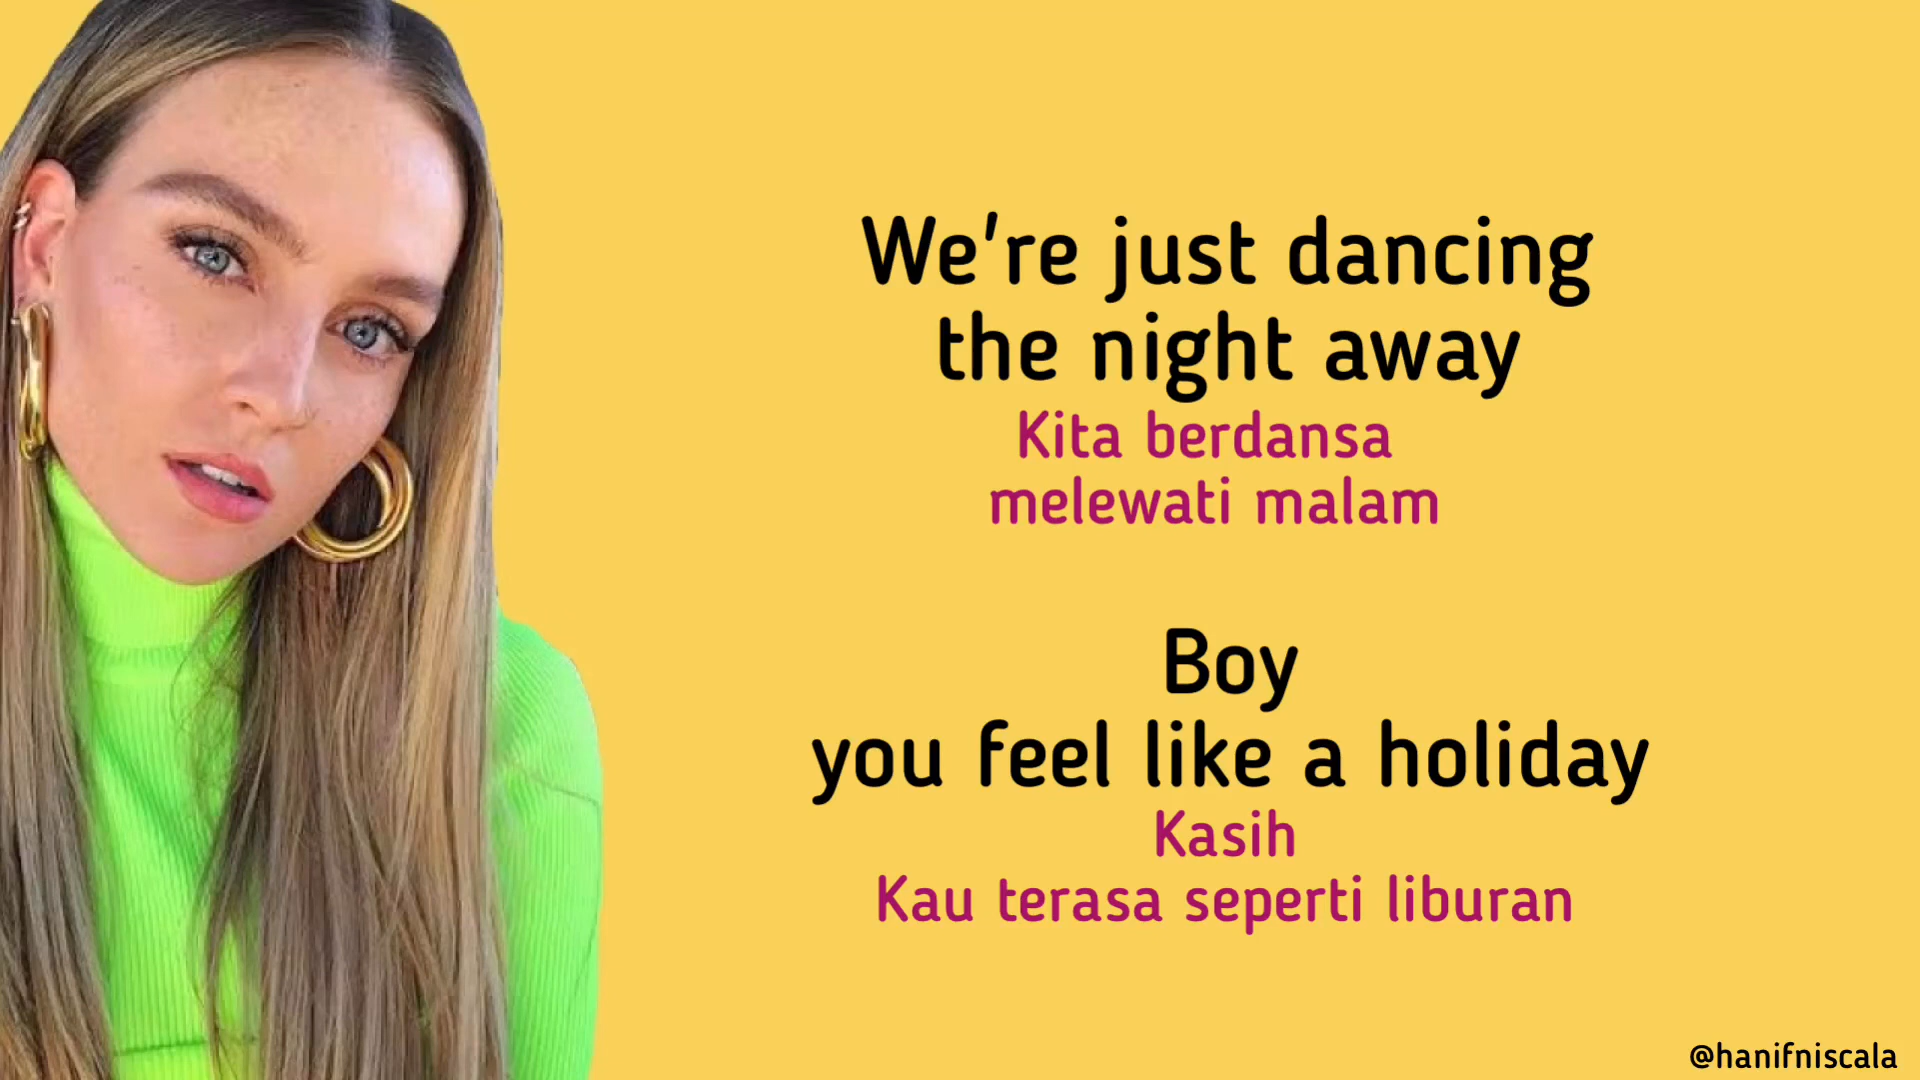 We're just dancing
the night away
Kita berdansa
melewati malam
Boy
you feel like a holiday
Kasih
Kau terasa seperti liburan
@hanifniscala